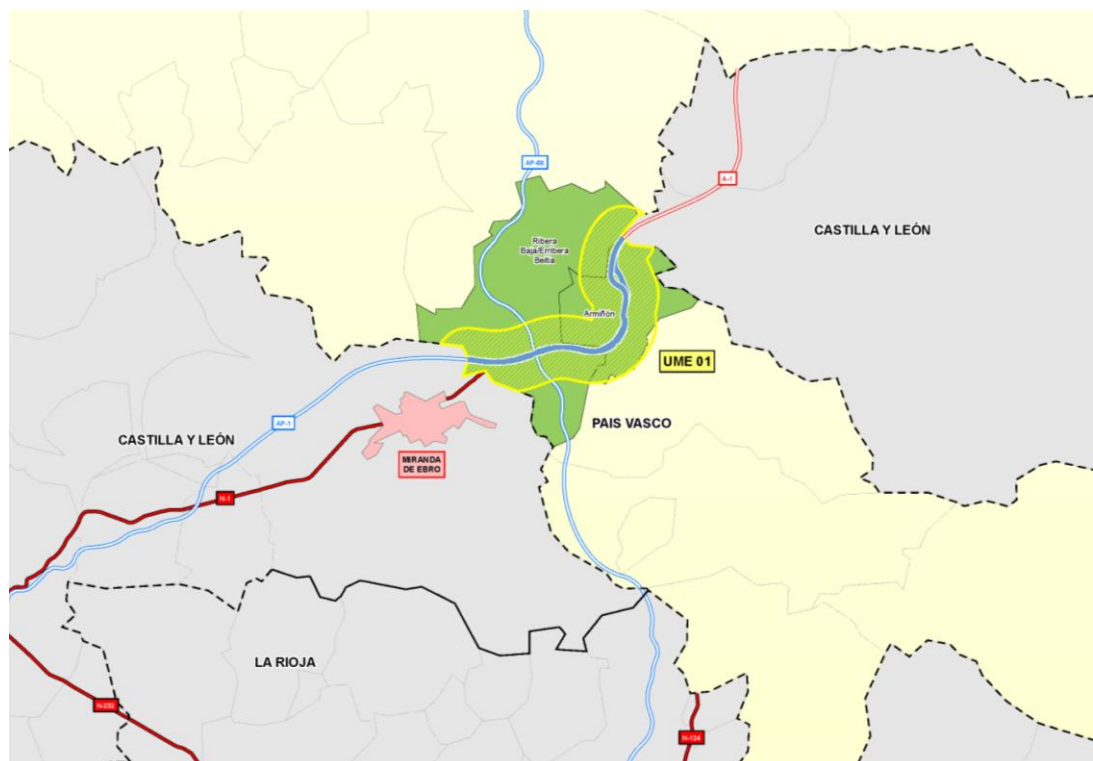 AP-68
A-1
CASTILLA Y LEÓN
Ribera
Baja/Erribera
Beitia
Armiñón
UME 01
AP-1
PAIS VASCO
CASTILLA Y LEÓN
MIRANDA
DE EBRO
N-1
LA RIOJA
N-232
N-124